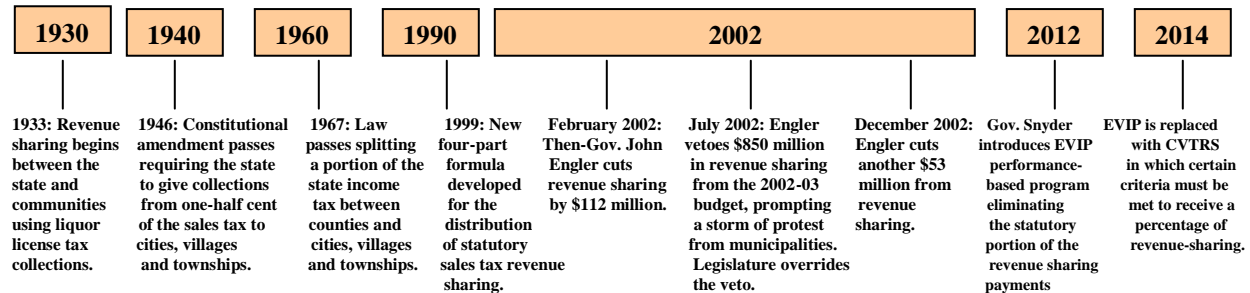 1930
1940
1960
1990
2002
2012
2014
1933: Revenue
sharing begins
between the
state and
communities
using liquor
license tax
collections.
1946: Constitutional
amendment passes
requiring the state
to give collections
from one-half cent
of the sales tax to
cities, villages
and townships.
1967: Law
passes splitting
a portion of the
state income
tax between
counties and
cities, villages
and townships.
1999: New
four-part
formula
developed
for the
distribution
of statutory
sales tax revenue
sharing.
February 2002:
Then-Gov. John
Engler cuts
revenue sharing
by $112 million.
July 2002: Engler
vetoes $850 million
in revenue sharing
from the 2002-03
budget, prompting
a storm of protest
from municipalities.
Legislature overrides
the veto.
December 2002:
Engler cuts
another $53
million from
revenue
sharing.
Gov. Snyder
introduces EVIP
performance-
based program
eliminating
the statutory
portion of the
revenue sharing
payments
EVIP is replaced
with CVTRS
in which certain
criteria must be
met to receive a
percentage of
revenue-sharing.